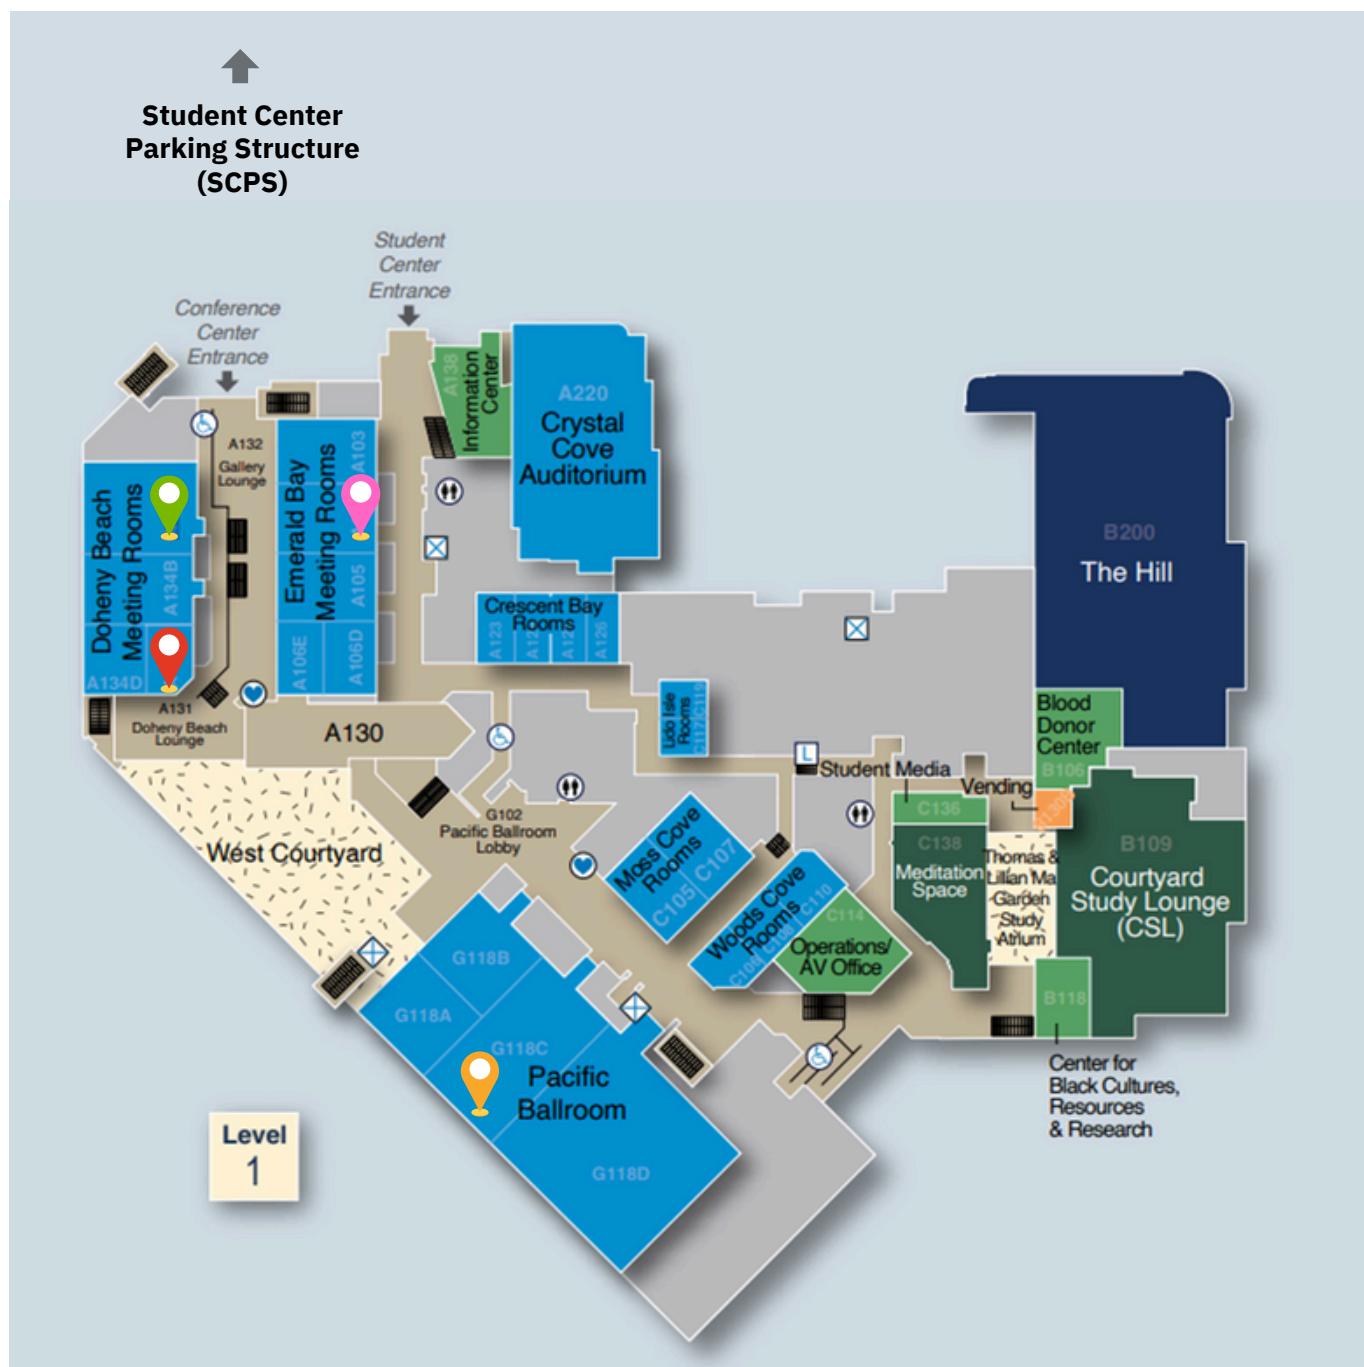 Student Center
Parking Structure
(SCPS)
Student
Center
Entrance
Conference
Center
Entrance
A138
Information
Center
A220
Crystal
Cove
Auditorium
A132
Gallery
Lounge
A103
Emerald Bay
Meeting Rooms
A105
A106E
A106D
Doheny Beach
Meeting Rooms
A134B
A134D
A131
Doheny Beach
Lounge
A130
Crescent Bay
Rooms
A123
A126
Lido Isle
Rooms
C117
C119
B200
The Hill
Blood
Donor
Center
B106
L
Student Media
Vending
C136
C138
Meditation
Space
Thomas &
Lillian Ma
Garden
Study
Atrium
B109
Courtyard
Study Lounge
(CSL)
G102
Pacific Ballroom
Lobby
West Courtyard
Moss Cove
Rooms
C105
C107
Woods Cove
Rooms
C106
C108
C110
C114
Operations/
AV Office
B118
Center for
Black Cultures,
Resources
& Research
G118B
G118A
G118C
Pacific
Ballroom
G118D
Level
1